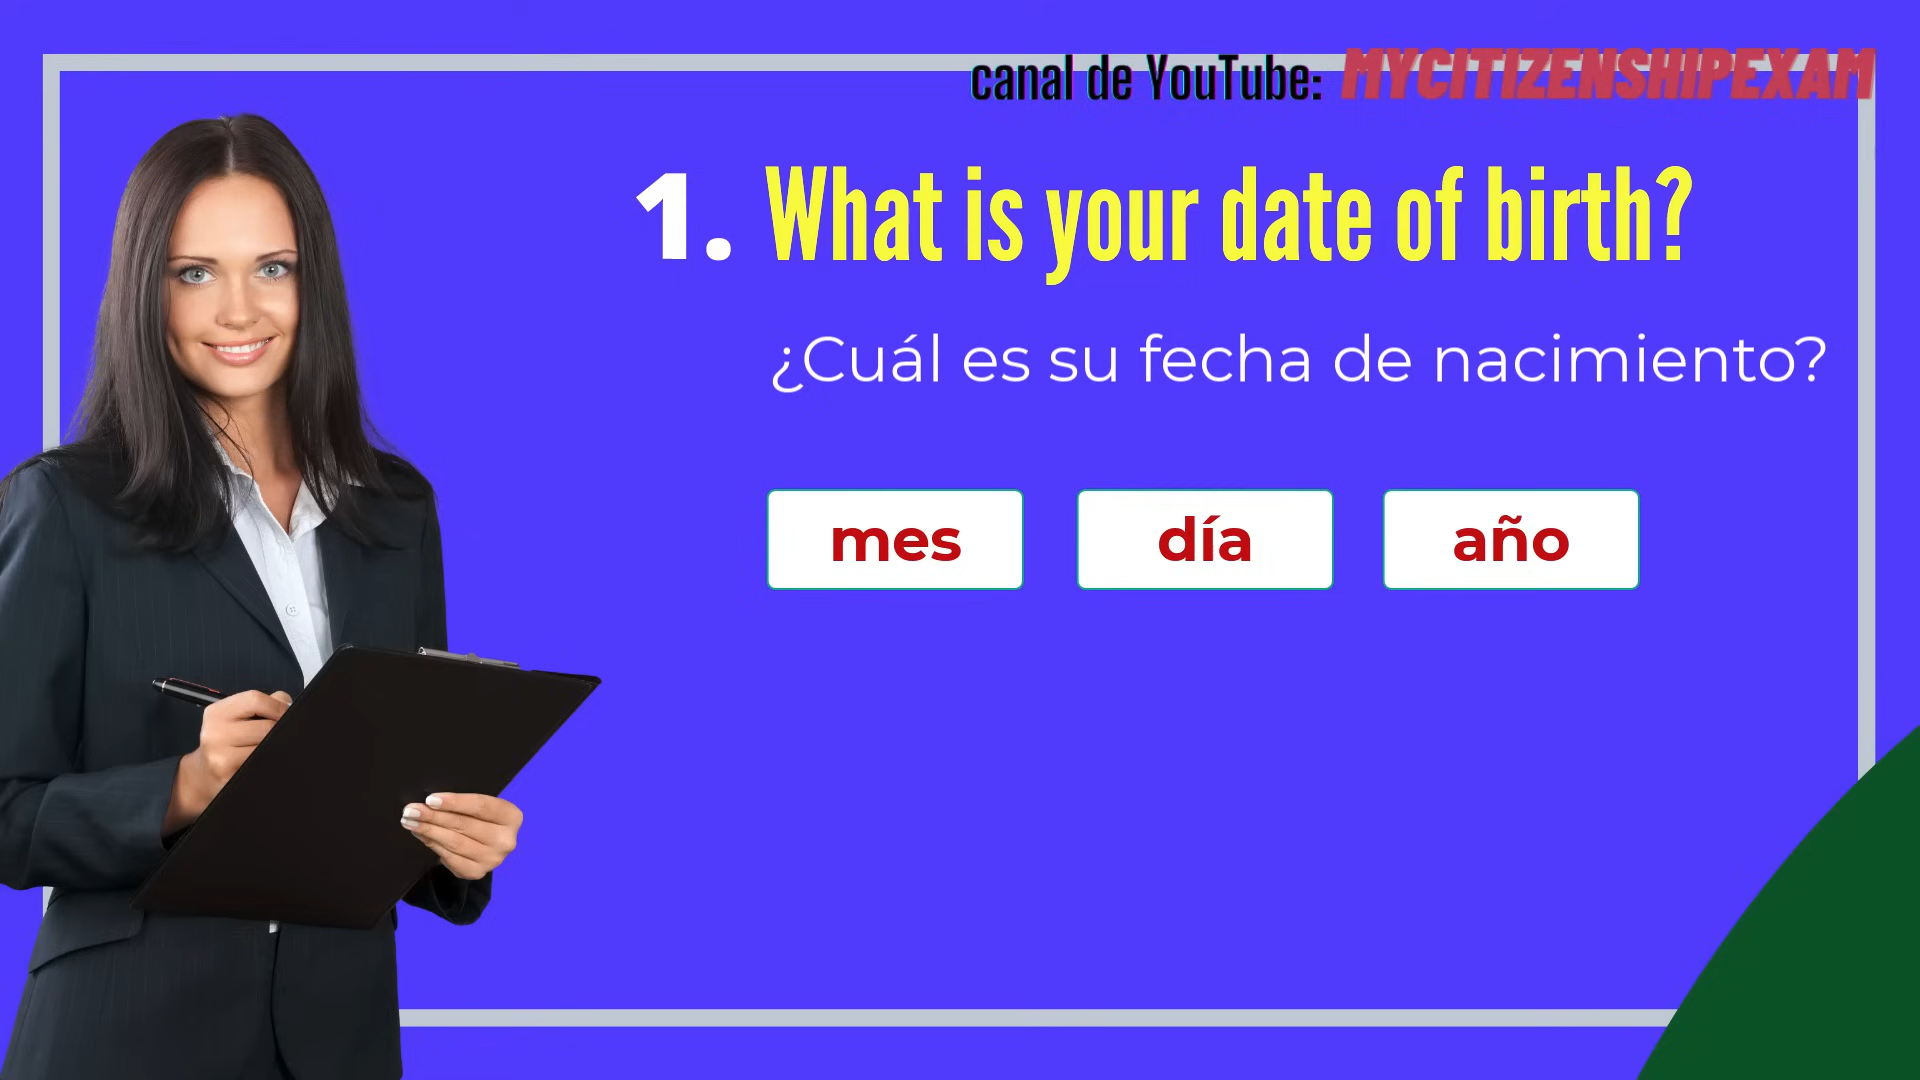 canal de YouTube: MYCITIZENSHIPEXAM
1. What is your date of birth?
¿Cuál es su fecha de nacimiento?
mes día año